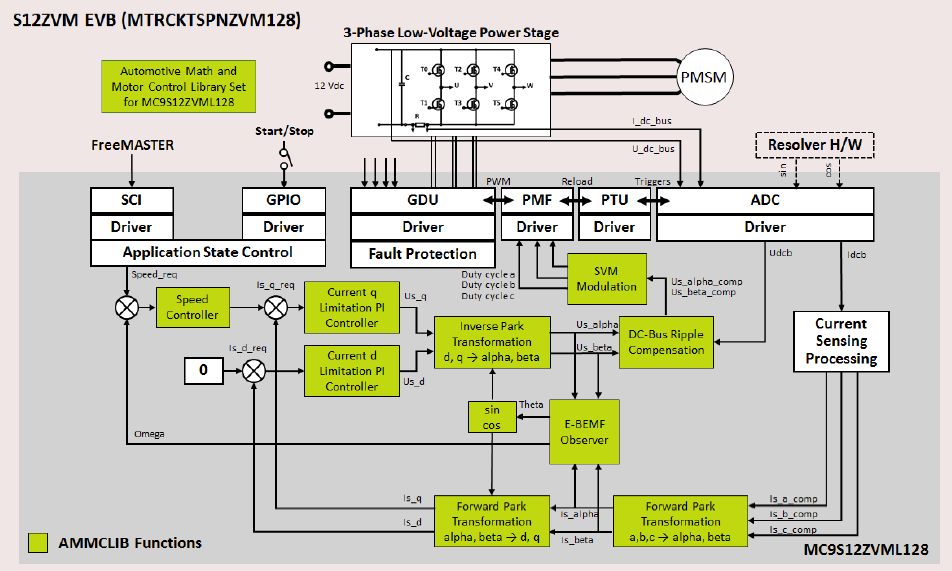 S12ZVM EVB (MTRCKTSPNZVM128)
3-Phase Low-Voltage Power Stage
Automotive Math and
Motor Control Library Set
for MC9S12ZVML128
12 Vdc
C
T0
T2
T4
U
V
W
T1
T3
T5
R
PMSM
I_dc_bus
U_dc_bus
FreeMASTER
Start/Stop
Resolver H/W
sin
cos
SCI
Driver
GPIO
Driver
Application State Control
GDU
Driver
Fault Protection
PWM
PMF
Driver
Reload
PTU
Driver
Triggers
ADC
Driver
Udcb
Idcb
Speed_req
Speed
Controller
Is_q_req
Current q
Limitation PI
Controller
Us_q
Duty cycle a
Duty cycle b
Duty cycle c
SVM
Modulation
Us_alpha_comp
Us_beta_comp
Inverse Park
Transformation
d, q → alpha, beta
Us_alpha
Us_beta
DC-Bus Ripple
Compensation
Current
Sensing
Processing
Is_d_req
0
Current d
Limitation PI
Controller
Us_d
sin
cos
Theta
E-BEMF
Observer
Omega
Is_q
Is_d
Forward Park
Transformation
alpha, beta → d, q
Is_alpha
Is_beta
Forward Park
Transformation
a,b,c → alpha, beta
Is_a_comp
Is_b_comp
Is_c_comp
AMMCLIB Functions
MC9S12ZVML128